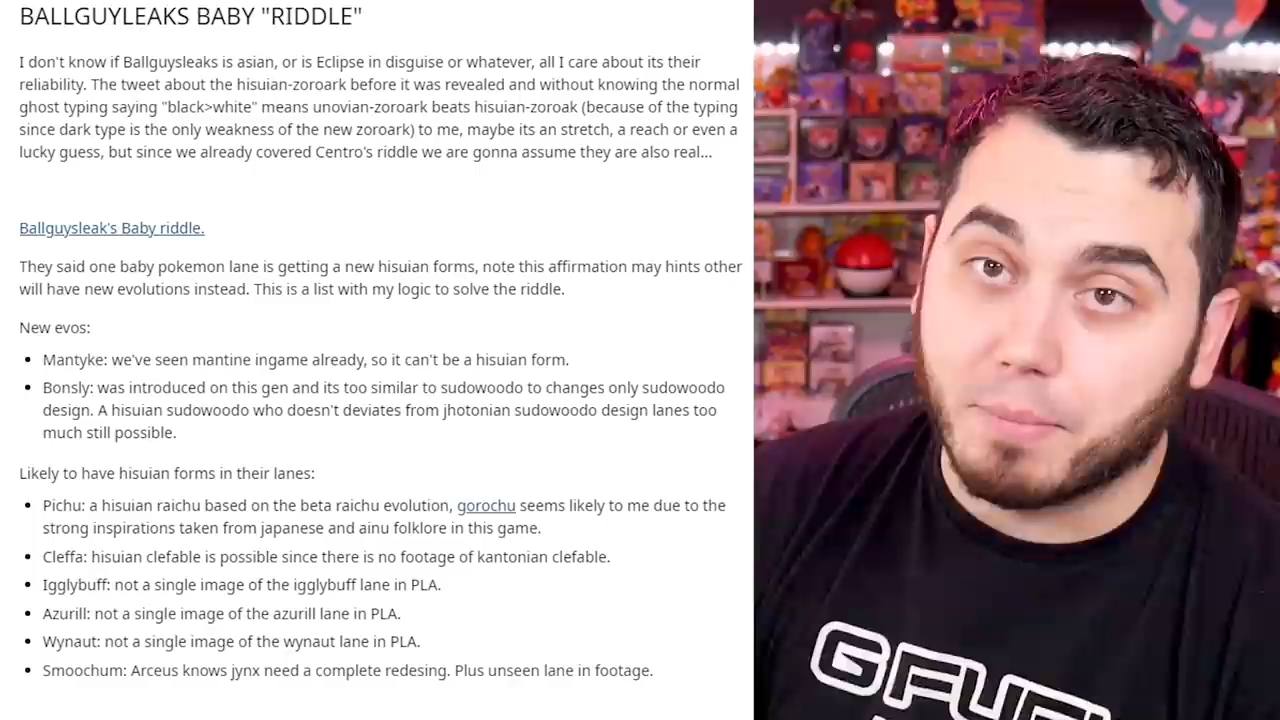 BALLGUYLEAKS BABY "RIDDLE"
I don't know if Ballguysleaks is asian, or is Eclipse in disguise or whatever, all I care about its their
reliability. The tweet about the hisuian-zoroark before it was revealed and without knowing the normal
ghost typing saying "black>white" means unovian-zoroark beats hisuian-zoroak (because of the typing
since dark type is the only weakness of the new zoroark) to me, maybe its an stretch, a reach or even a
lucky guess, but since we already covered Centro's riddle we are gonna assume they are also real...
Ballguysleak's Baby riddle.
They said one baby pokemon lane is getting a new hisuian forms, note this affirmation may hints other
will have new evolutions instead. This is a list with my logic to solve the riddle.
New evos:
• Mantyke: we've seen mantine ingame already, so it can't be a hisuian form.
• Bonsly: was introduced on this gen and its too similar to sudowoodo to changes only sudowoodo
design. A hisuian sudowoodo who doesn't deviates from jhotonian sudowoodo design lanes too
much still possible.
Likely to have hisuian forms in their lanes:
• Pichu: a hisuian raichu based on the beta raichu evolution, gorochu seems likely to me due to the
strong inspirations taken from japanese and ainu folklore in this game.
• Cleffa: hisuian clefable is possible since there is no footage of kantonian clefable.
• Igglybuff: not a single image of the igglybuff lane in PLA.
• Azurill: not a single image of the azurill lane in PLA.
• Wynaut: not a single image of the wynaut lane in PLA.
• Smoochum: Arceus knows jynx need a complete redesing. Plus unseen lane in footage.
G FUEL